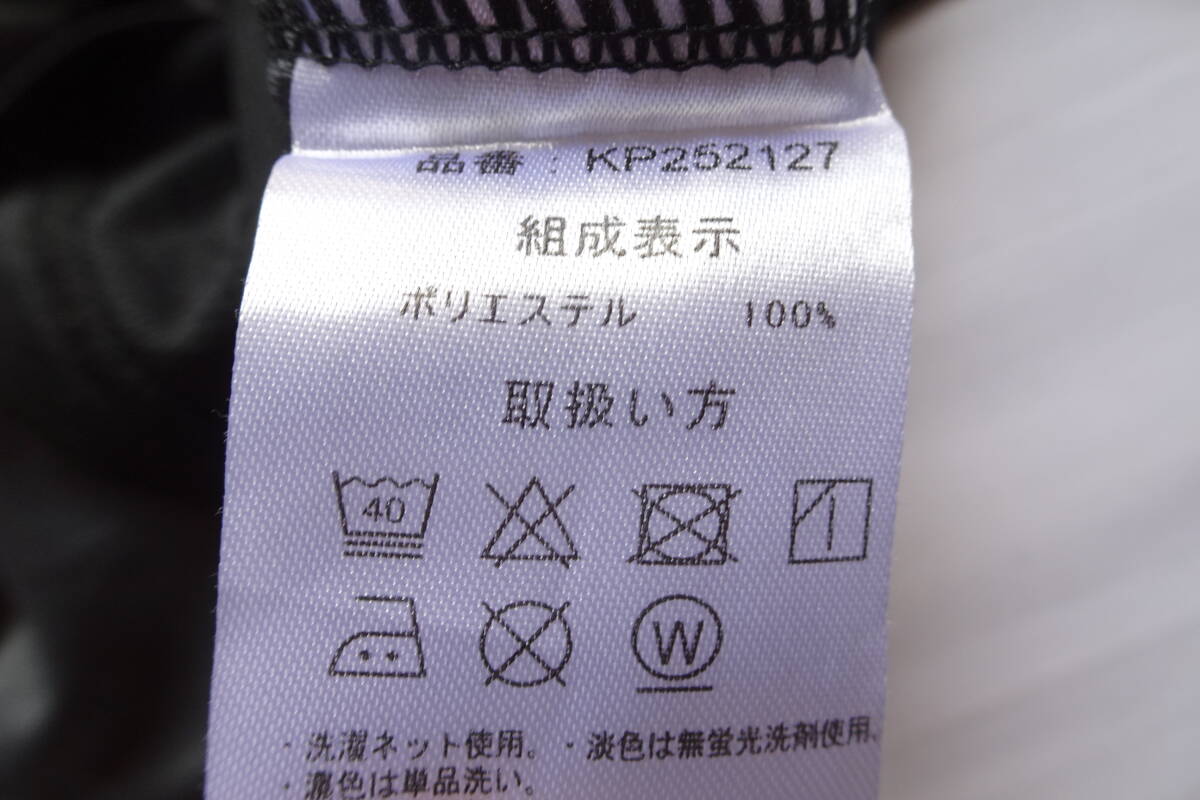 品番：KP252127
組成表示
ポリエステル 100%
取扱い方
40
W
・洗濯ネット使用。・淡色は無蛍光洗剤使用、
・濃色は単品洗い。